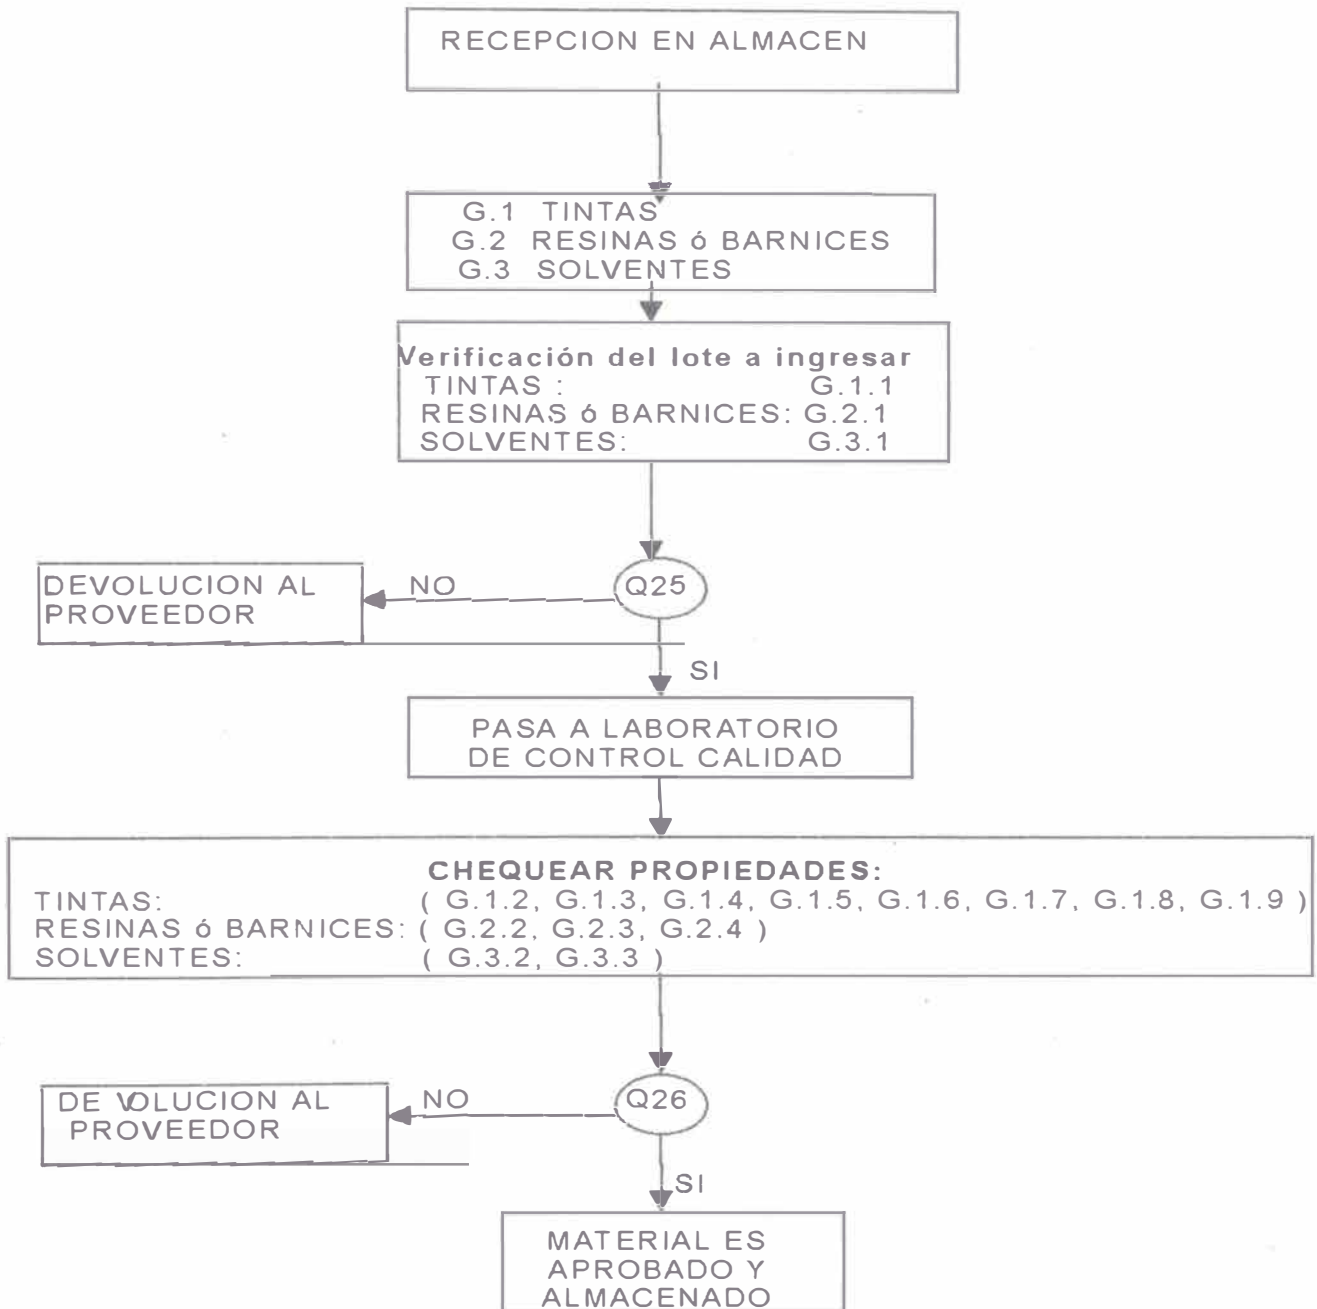 RECEPCION EN ALMACEN
G.1 TINTAS
G.2 RESINAS ó BARNICES
G.3 SOLVENTES
Verificación del lote a ingresar
TINTAS : G.1.1
RESINAS ó BARNICES: G.2.1
SOLVENTES: G.3.1
Q25
NO
DEVOLUCION AL
PROVEEDOR
SI
PASA A LABORATORIO
DE CONTROL CALIDAD
CHEQUEAR PROPIEDADES:
TINTAS: ( G.1.2, G.1.3, G.1.4, G.1.5, G.1.6, G.1.7, G.1.8, G.1.9 )
RESINAS ó BARNICES: ( G.2.2, G.2.3, G.2.4 )
SOLVENTES: ( G.3.2, G.3.3 )
Q26
NO
DE VOLUCION AL
PROVEEDOR
SI
MATERIAL ES
APROBADO Y
ALMACENADO